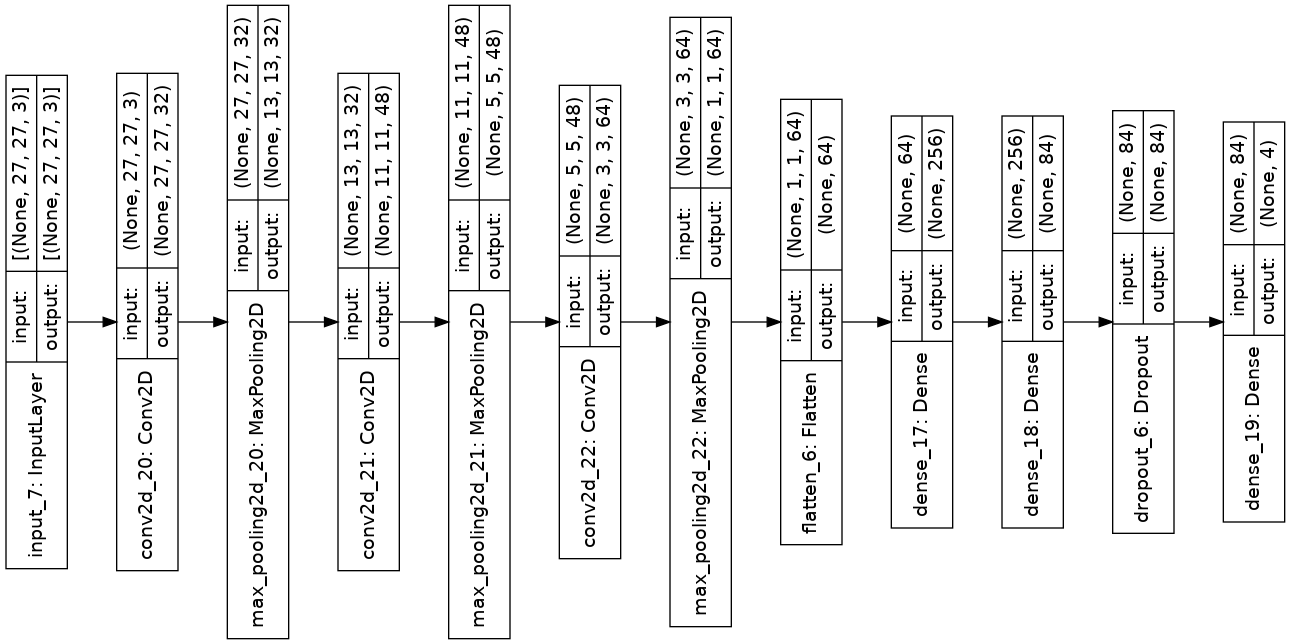 input_7: InputLayer
input:
[(None, 27, 27, 3)]
output:
[(None, 27, 27, 3)]
conv2d_20: Conv2D
input:
(None, 27, 27, 3)
output:
(None, 27, 27, 32)
max_pooling2d_20: MaxPooling2D
input:
(None, 27, 27, 32)
output:
(None, 13, 13, 32)
conv2d_21: Conv2D
input:
(None, 13, 13, 32)
output:
(None, 11, 11, 48)
max_pooling2d_21: MaxPooling2D
input:
(None, 11, 11, 48)
output:
(None, 5, 5, 48)
conv2d_22: Conv2D
input:
(None, 5, 5, 48)
output:
(None, 3, 3, 64)
max_pooling2d_22: MaxPooling2D
input:
(None, 3, 3, 64)
output:
(None, 1, 1, 64)
flatten_6: Flatten
input:
(None, 1, 1, 64)
output:
(None, 64)
dense_17: Dense
input:
(None, 64)
output:
(None, 256)
dense_18: Dense
input:
(None, 256)
output:
(None, 84)
dropout_6: Dropout
input:
(None, 84)
output:
(None, 84)
dense_19: Dense
input:
(None, 84)
output:
(None, 4)